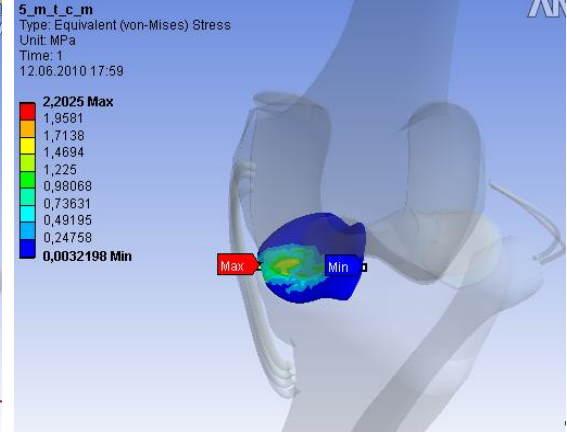 5_m_t_c_m
Type: Equivalent (von-Mises) Stress
Unit: MPa
Time: 1
12.06.2010 17:59
2,2025 Max
1,9581
1,7138
1,4694
1,225
0,98068
0,73631
0,49195
0,24758
0,0032198 Min
Max
Min
AN